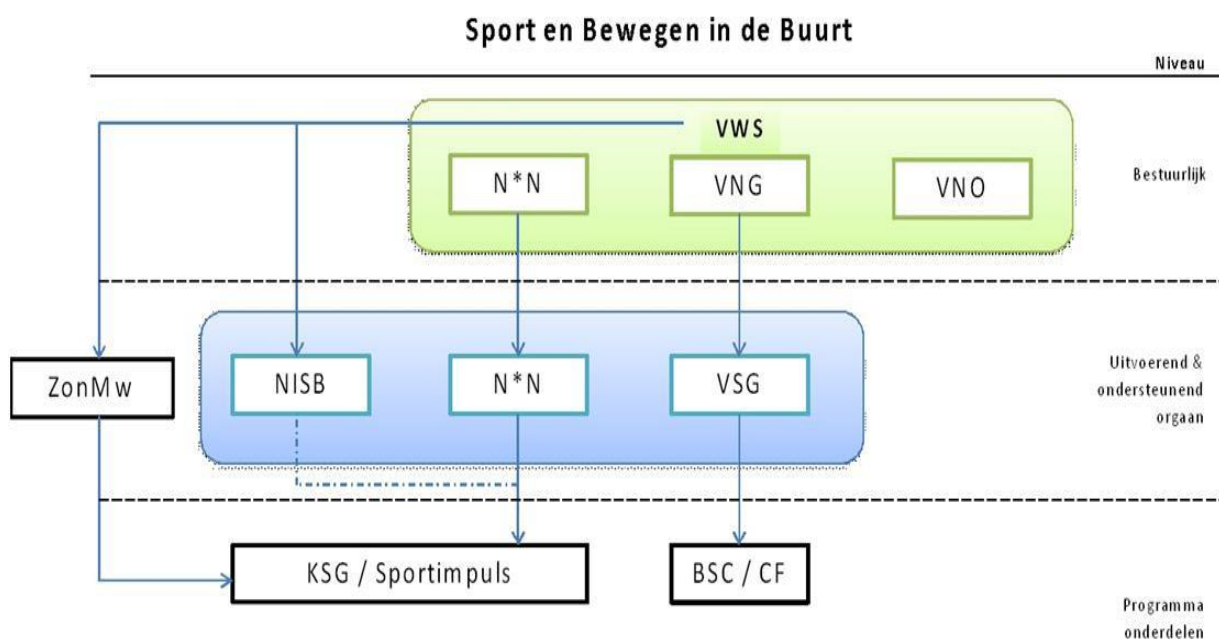 Sport en Bewegen in de Buurt
Niveau
VWS
N*N
VNG
VNO
Bestuurlijk
ZonMw
NISB
N*N
VSG
Uitvoerend &
ondersteunend
orgaan
KSG / Sportimpuls
BSC / CF
Programma
onderdelen